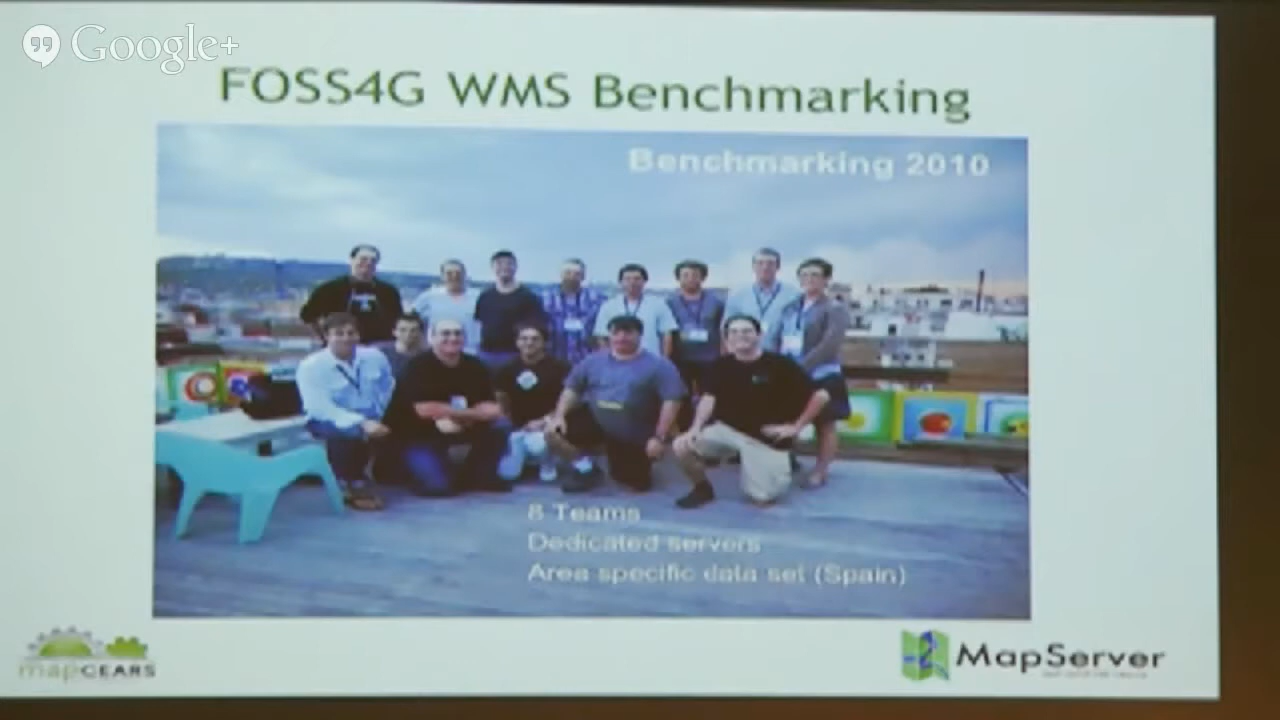 Google+
FOSS4G WMS Benchmarking
Benchmarking 2010
8 Teams
Dedicated servers
Area specific data set (Spain)
mapGEARS
MapServer